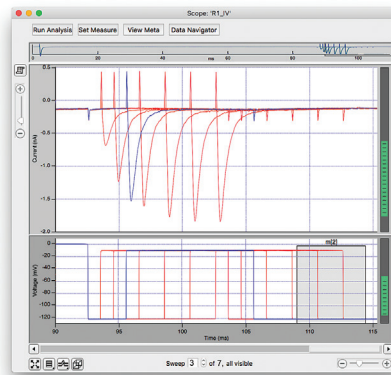 Scope: 'R1_IV'
Run Analysis Set Measure View Meta Data Navigator
0 20 40 60 80 100
ms
0.5
0.0
-0.5
-1.0
-1.5
-2.0
Current (nA)
m[2]
0
-20
-40
-60
-80
-100
-120
Voltage (mV)
90 95 100 105 110 115
Time (ms)
Sweep 3 of 7, all visible